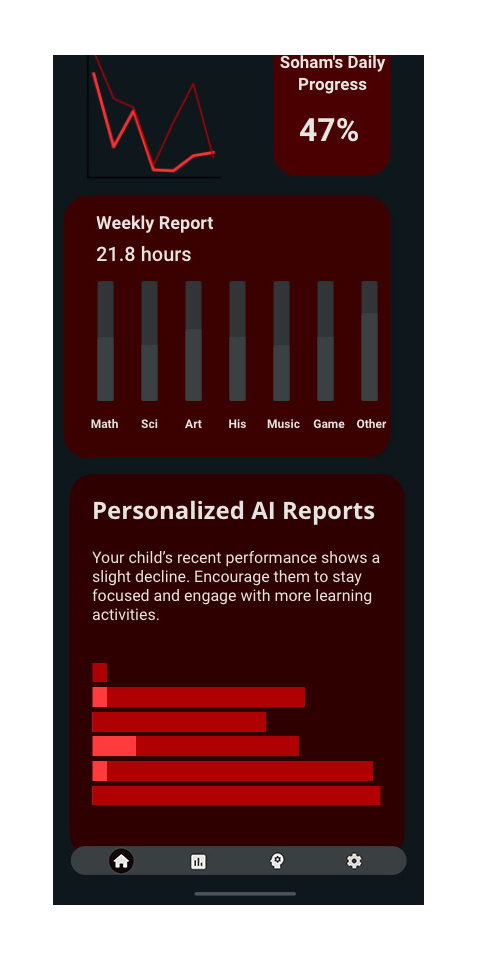 Soham's Daily
Progress
47%
Weekly Report
21.8 hours
Math Sci Art His Music Game Other
Personalized AI Reports
Your child’s recent performance shows a
slight decline. Encourage them to stay
focused and engage with more learning
activities.